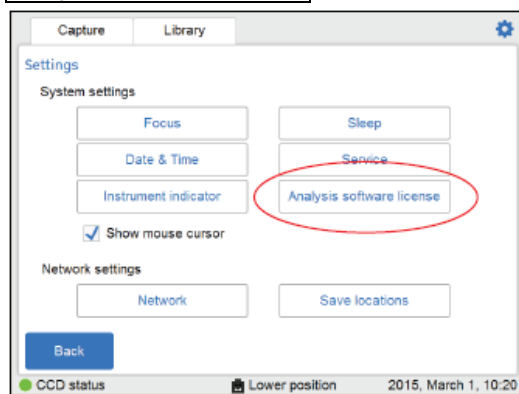 Capture Library
Settings
System settings
Focus Sleep
Date & Time Service
Instrument indicator Analysis software license
Show mouse cursor
Network settings
Network Save locations
Back
CCD status Lower position 2015, March 1, 10:20